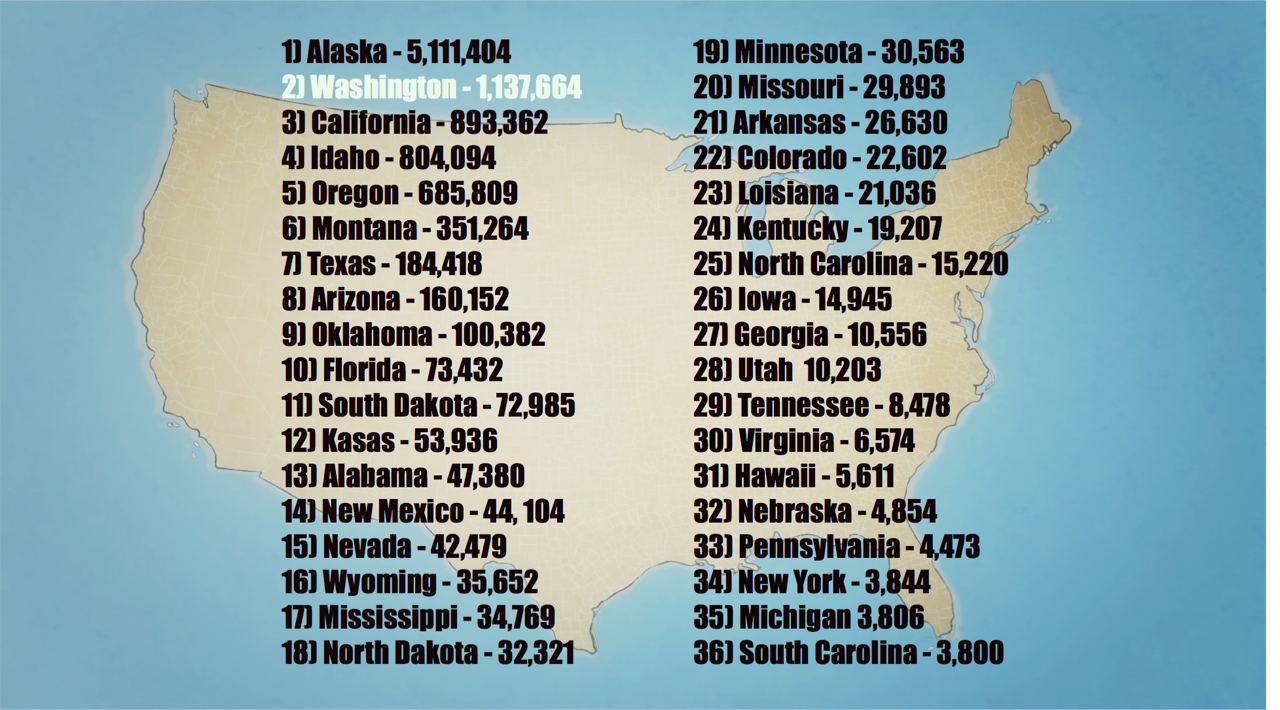 1) Alaska - 5,111,404
2) Washington - 1,137,664
3) California - 893,362
4) Idaho - 804,094
5) Oregon - 685,809
6) Montana - 351,264
7) Texas - 184,418
8) Arizona - 160,152
9) Oklahoma - 100,382
10) Florida - 73,432
11) South Dakota - 72,985
12) Kasas - 53,936
13) Alabama - 47,380
14) New Mexico - 44, 104
15) Nevada - 42,479
16) Wyoming - 35,652
17) Mississippi - 34,769
18) North Dakota - 32,321
19) Minnesota - 30,563
20) Missouri - 29,893
21) Arkansas - 26,630
22) Colorado - 22,602
23) Loisiana - 21,036
24) Kentucky - 19,207
25) North Carolina - 15,220
26) Iowa - 14,945
27) Georgia - 10,556
28) Utah  10,203
29) Tennessee - 8,478
30) Virginia - 6,574
31) Hawaii - 5,611
32) Nebraska - 4,854
33) Pennsylvania - 4,473
34) New York - 3,844
35) Michigan 3,806
36) South Carolina - 3,800